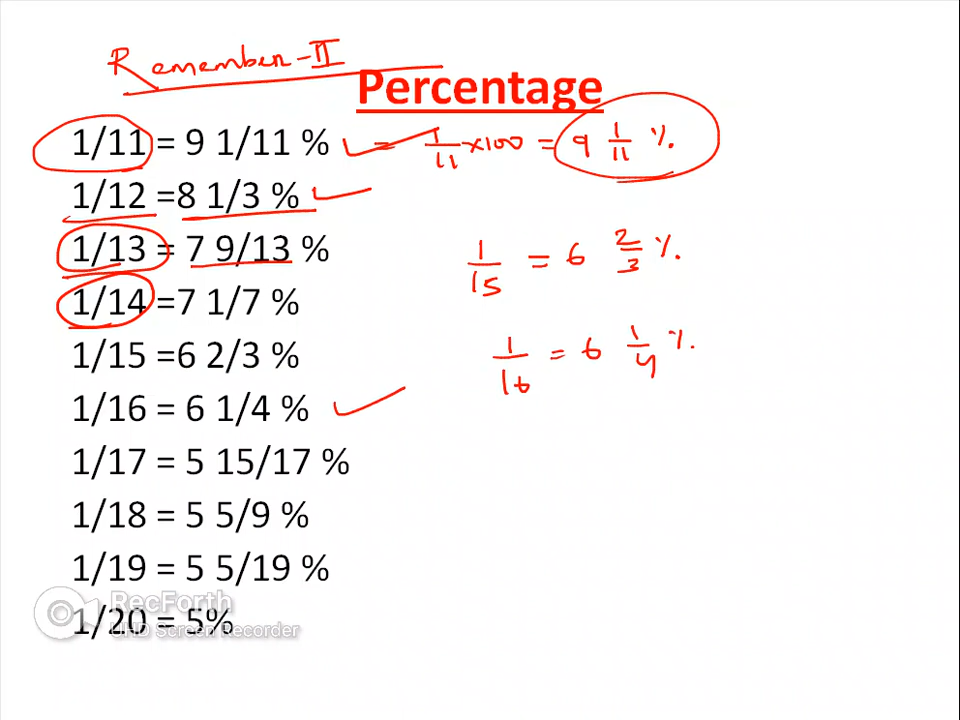 Remember-II
Percentage
1/11 = 9 1/11 % = 1/11 ×100 = 9 1/11 %
1/12 =8 1/3 %
1/13 = 7 9/13 %
1/15 = 6 2/3 %
1/14 =7 1/7 %
1/15 =6 2/3 %
1/16 = 6 1/4 %
1/16 = 6 1/4 %
1/17 = 5 15/17 %
1/18 = 5 5/9 %
1/19 = 5 5/19 %
RecForth
1/20 = 5%
UHD Screen Recorder